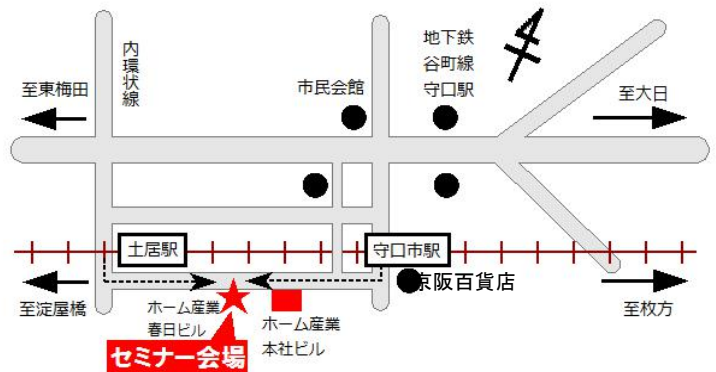 内環状線
地下鉄
谷町線
守口駅
市民会館
至東梅田
至大日
土居駅
守口市駅
京阪百貨店
至淀屋橋
ホーム産業
春日ビル
ホーム産業
本社ビル
至枚方
セミナー会場